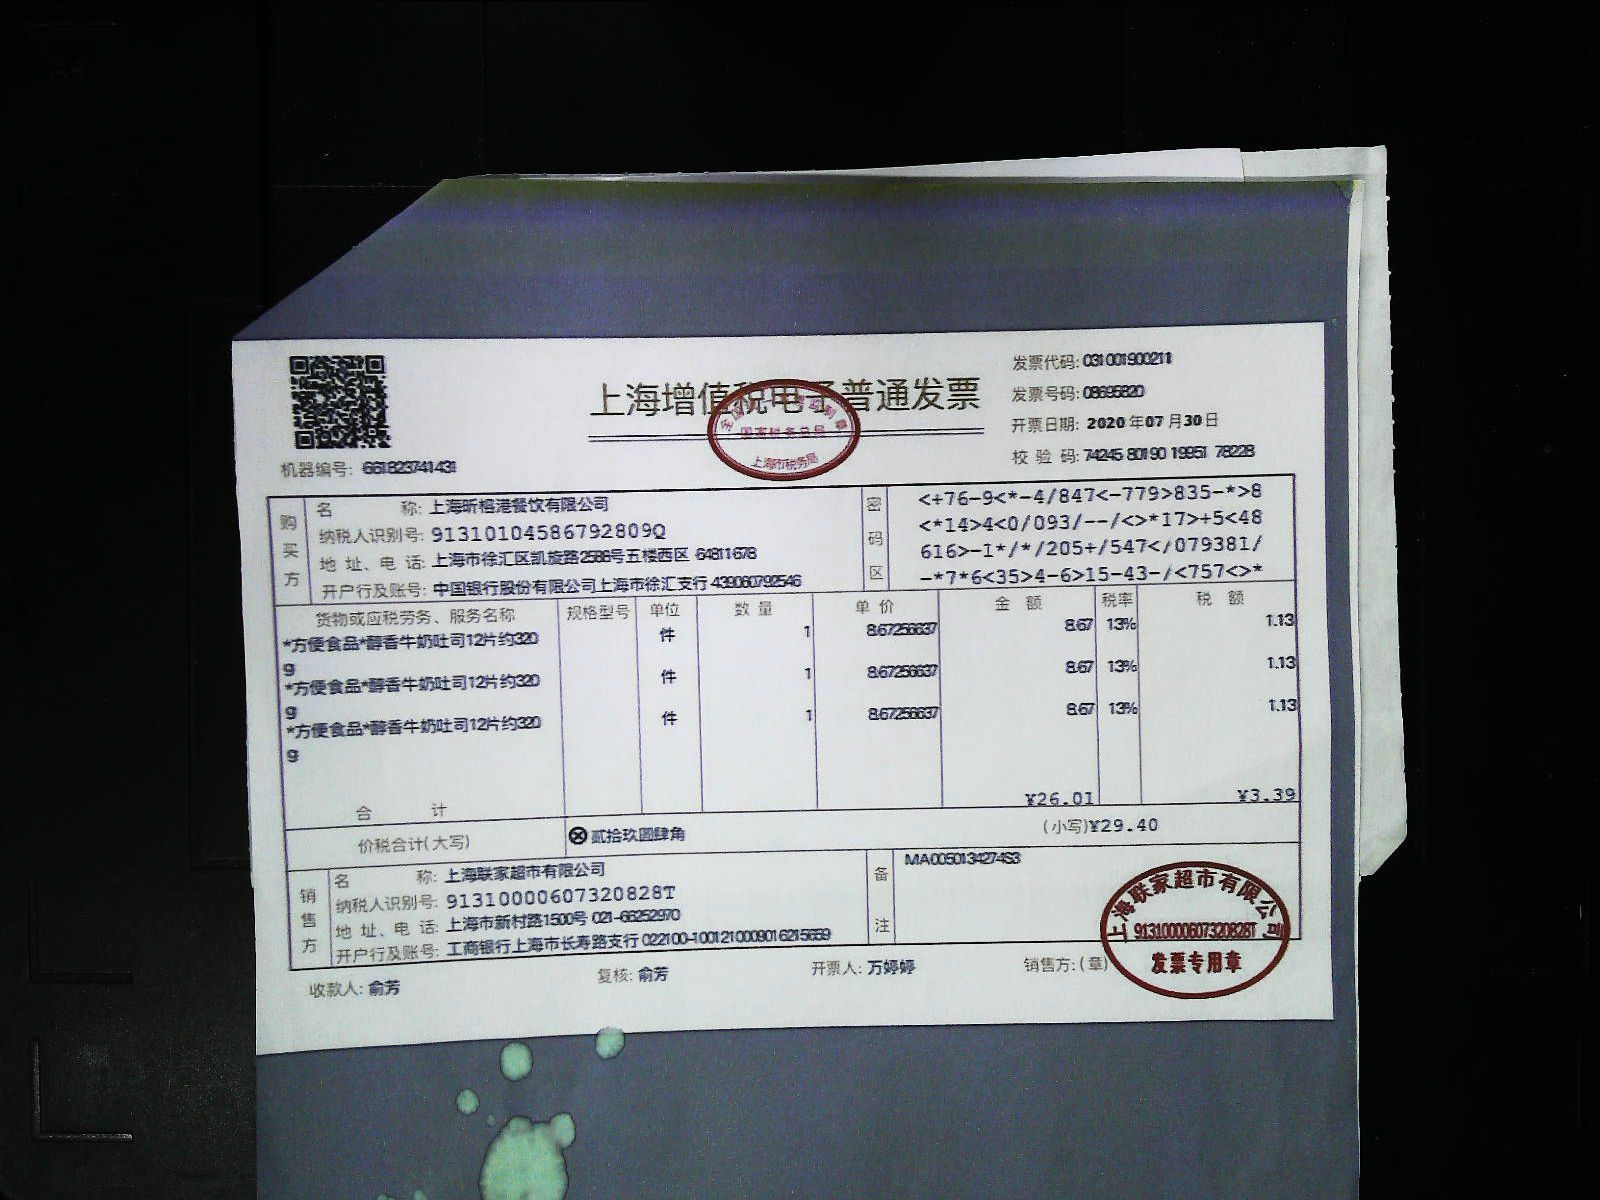 上海增值税电子普通发票
国家税务总局
上海市税务局
发票代码: 031001900211
发票号码: 08695820
开票日期: 2020年07月30日
校验码: 74245 80190 19951 78228
机器编号: 661823741431
购买方
名称: 上海昕榕港餐饮有限公司
纳税人识别号: 91310104586792809Q
地址、电话: 上海市徐汇区凯旋路2588号五楼西区 64811678
开户行及账号: 中国银行股份有限公司上海市徐汇支行 439060792546
密码区
<+76-9<*-4/847<-779>835-*>8
<*14>4<0/093/--/<>*17>+5<48
616>-1*/*/205+/547</079381/
-*7*6<35>4-6>15-43-/<757<>*
货物或应税劳务、服务名称 规格型号 单位 数量 单价 金额 税率 税额
*方便食品*醇香牛奶吐司12片约320 件 1 8.67256637 8.67 13% 1.13
g
*方便食品*醇香牛奶吐司12片约320 件 1 8.67256637 8.67 13% 1.13
g
*方便食品*醇香牛奶吐司12片约320 件 1 8.67256637 8.67 13% 1.13
g
合计 ¥26.01 ¥3.39
价税合计(大写) ⊗贰拾玖圆肆角 (小写)¥29.40
销售方
名称: 上海联家超市有限公司
纳税人识别号: 91310000607320828T
地址、电话: 上海市新村路1500号 021-66252970
开户行及账号: 工商银行上海市长寿路支行 022100-1001210009016215659
备注
MA0050134274S3
上海联家超市有限公司
91310000607320828T
发票专用章
收款人: 俞芳 复核: 俞芳 开票人: 万婷婷 销售方:(章)